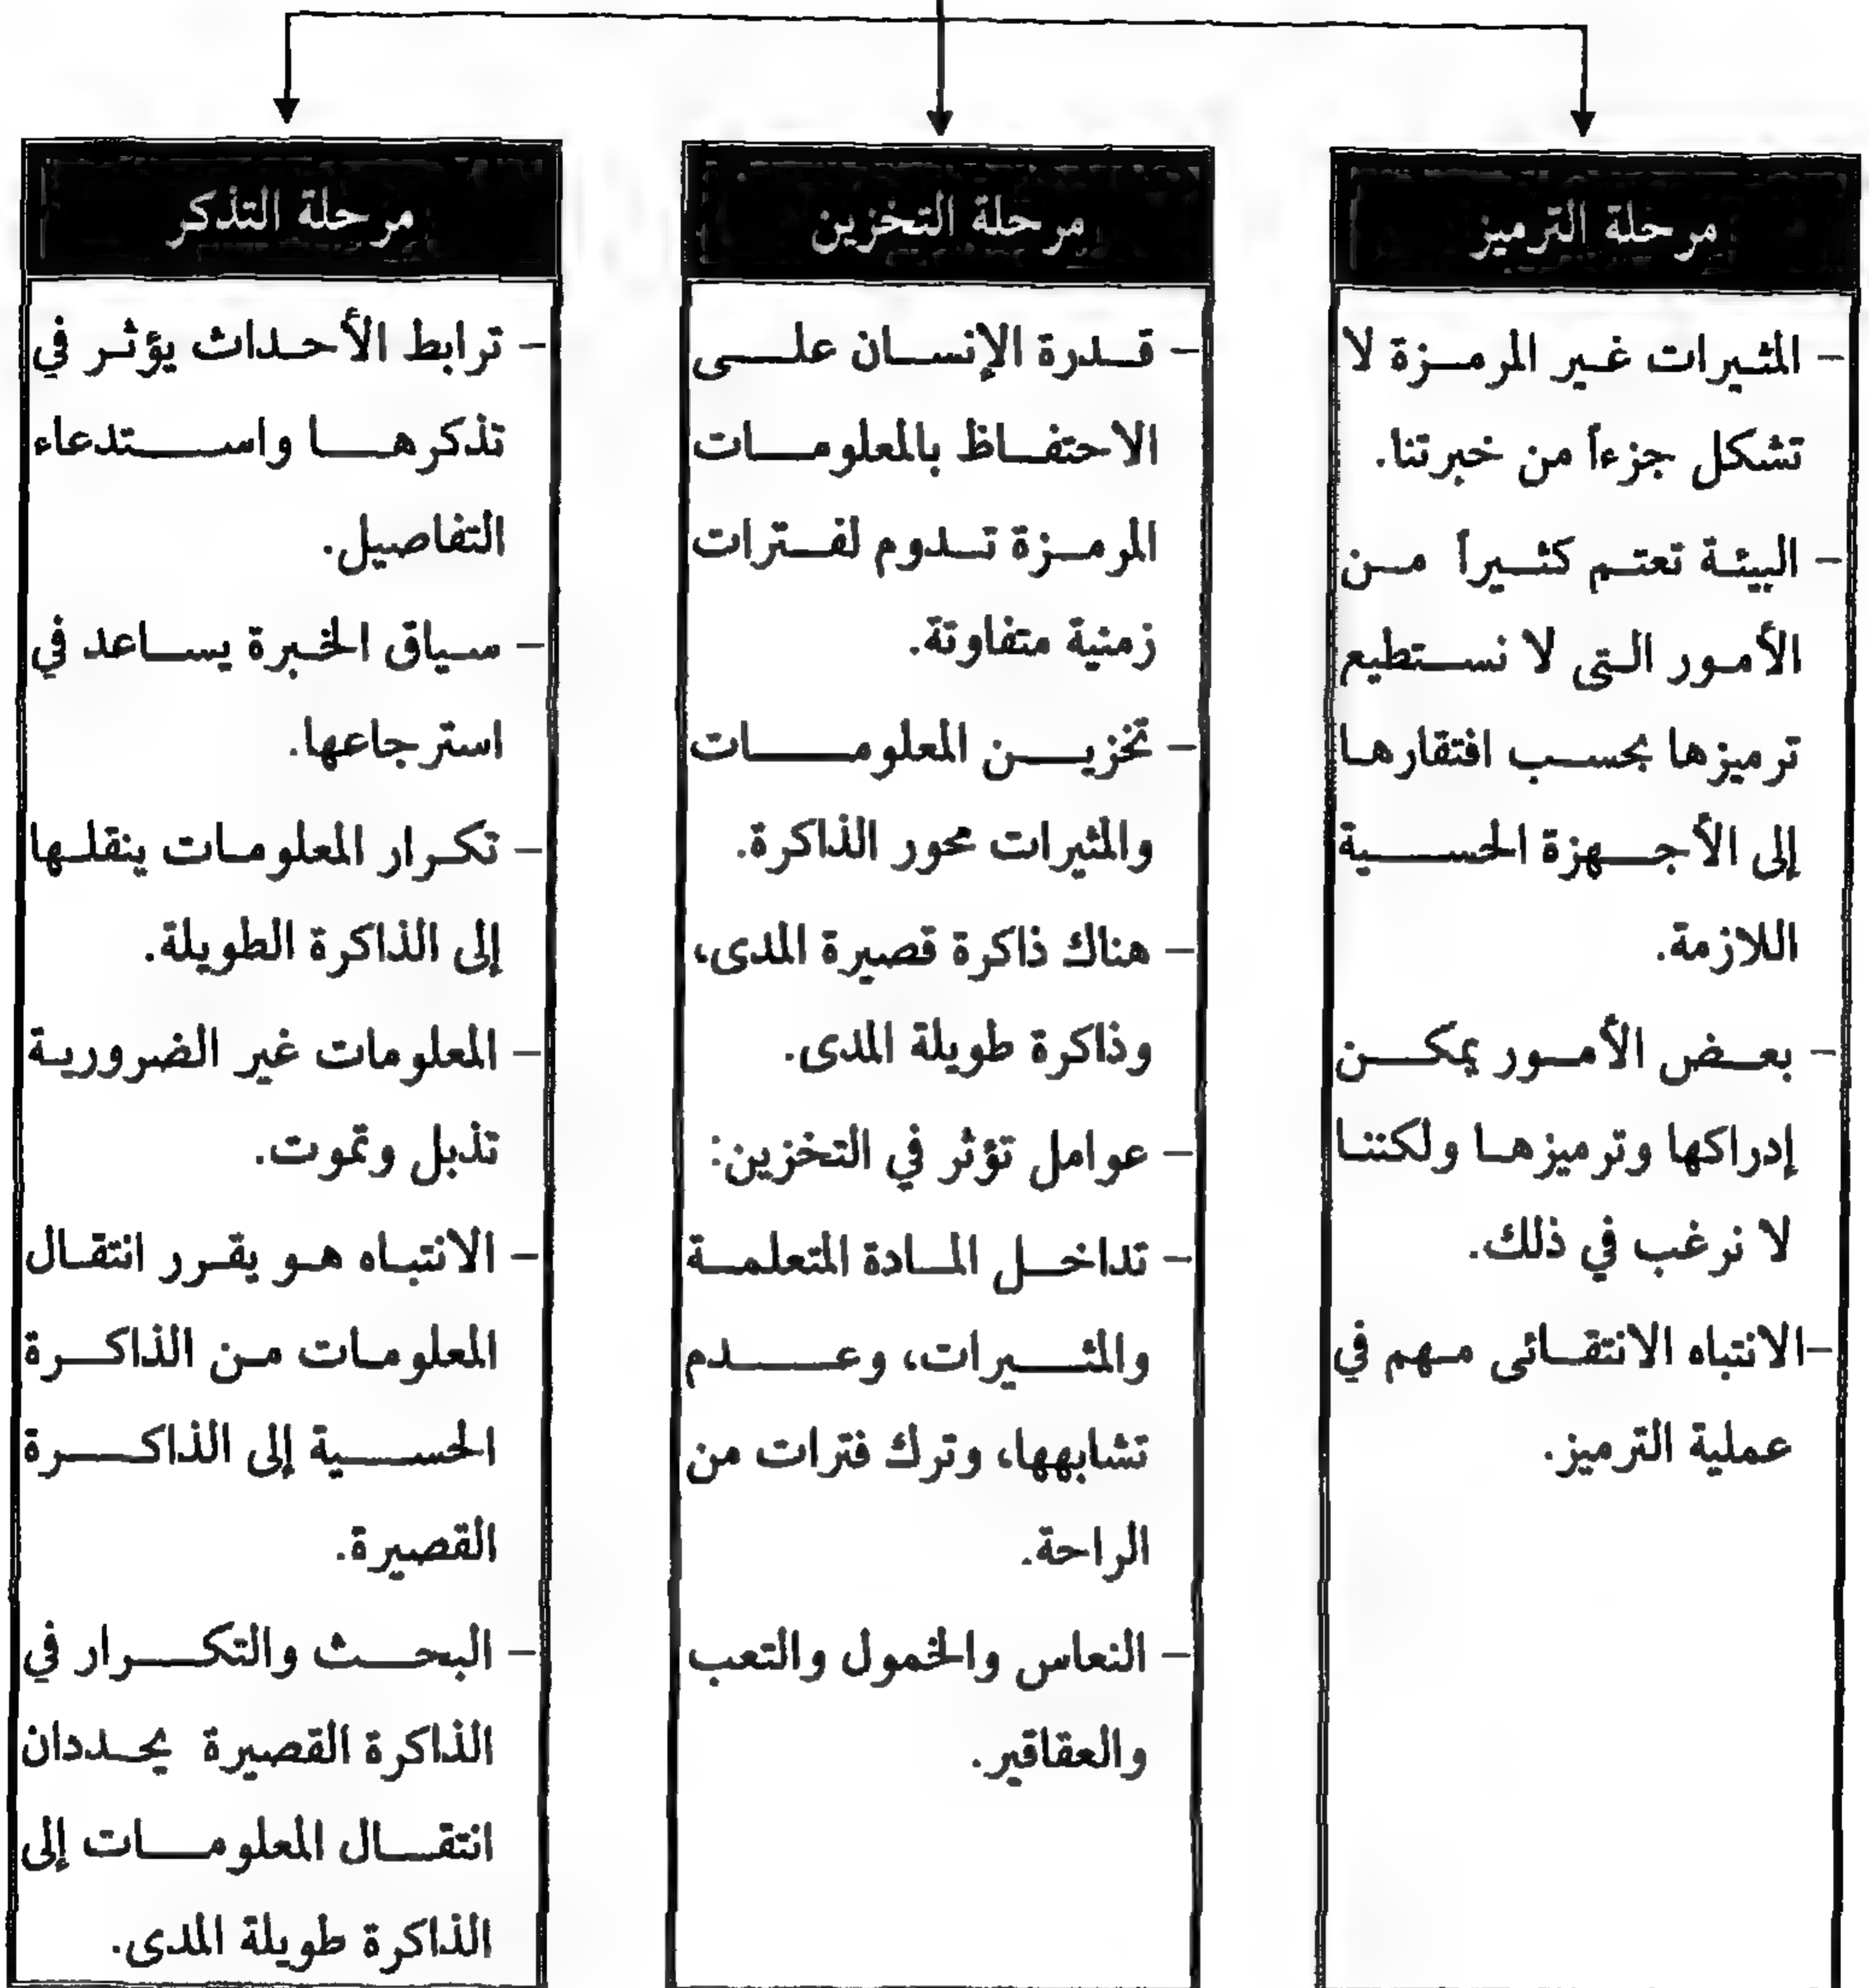 مرحلة الترميز
– المثيرات غير المرمزة لا
تشكل جزءاً من خبرتنا.
– البيئة تعتم كثيراً من
الأمور التى لا نستطيع
ترميزها بحسب افتقارها
إلى الأجهزة الحسية
اللازمة.
– بعض الأمور يمكن
إدراكها وترميزها ولكننا
لا نرغب في ذلك.
–الانتباه الانتقائى مهم في
عملية الترميز.
مرحلة التخزين
– قدرة الإنسان على
الاحتفاظ بالمعلومات
المرمزة تدوم لفترات
زمنية متفاوتة.
– تخزين المعلومات
والمثيرات محور الذاكرة.
– هناك ذاكرة قصيرة المدى،
وذاكرة طويلة المدى.
– عوامل تؤثر في التخزين:
– تداخل المادة المتعلمة
والمثيرات، وعدم
تشابهها، وترك فترات من
الراحة.
– النعاس والخمول والتعب
والعقاقير.
مرحلة التذكر
– ترابط الأحداث يؤثر في
تذكرها واستدعاء
التفاصيل.
– سياق الخبرة يساعد في
استرجاعها.
– تكرار المعلومات ينقلها
إلى الذاكرة الطويلة.
– المعلومات غير الضرورية
تذبل وتموت.
– الانتباه هو يقرر انتقال
المعلومات من الذاكرة
الحسية إلى الذاكرة
القصيرة.
– البحث والتكرار في
الذاكرة القصيرة يحددان
انتقال المعلومات إلى
الذاكرة طويلة المدى.